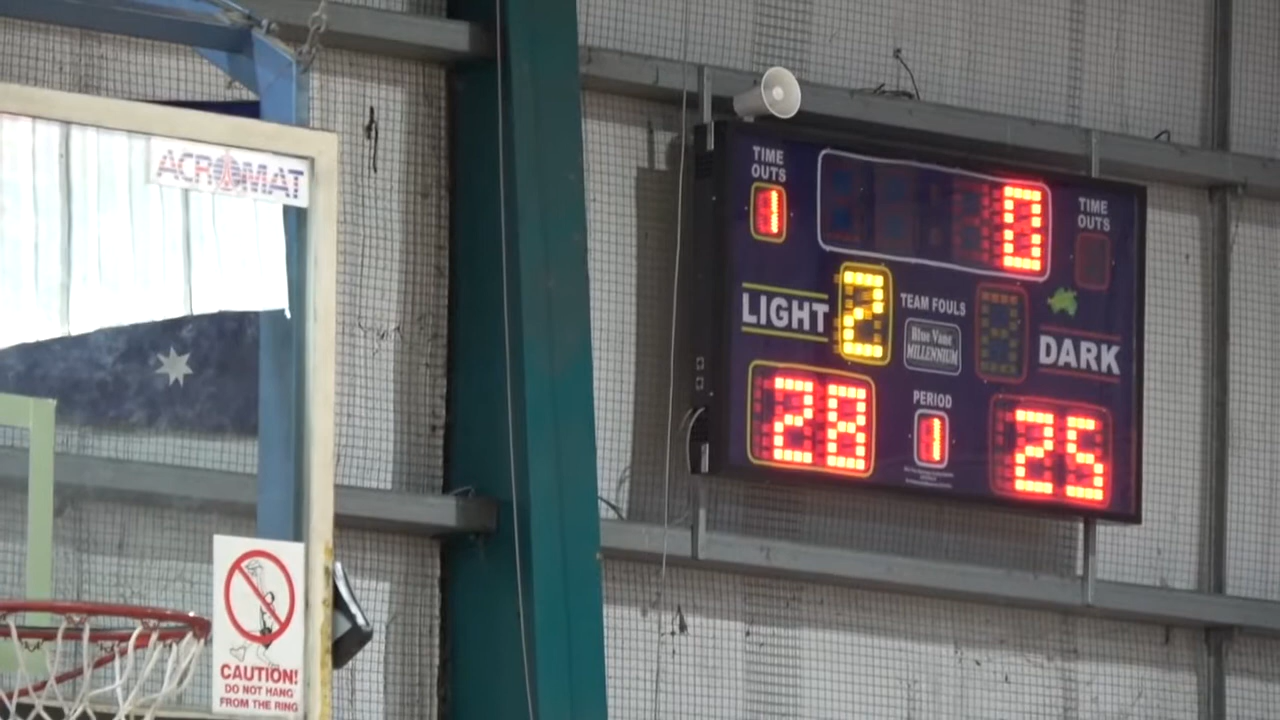 ACROMAT
TIME
OUTS
1
0
TIME
OUTS
LIGHT
2
TEAM FOULS
Blue Vane
MILLENNIUM
DARK
28
PERIOD
1
25
CAUTION!
DO NOT HANG
FROM THE RING